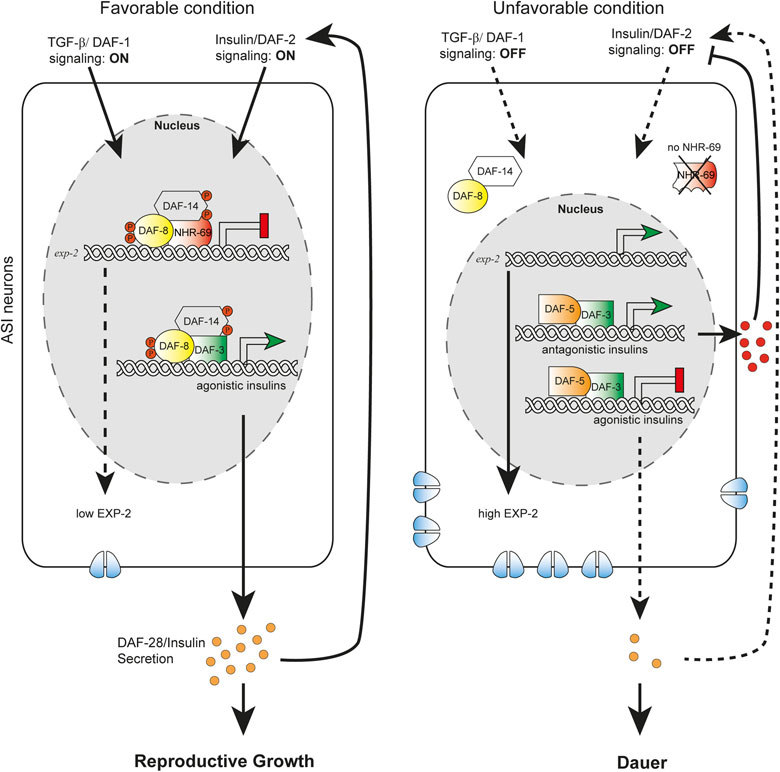 Favorable condition
TGF-β/ DAF-1
signaling: ON
Insulin/DAF-2
signaling: ON
Nucleus
P
DAF-14
P
P
P
DAF-8
NHR-69
exp-2
P
DAF-14
P
P
P
DAF-8
DAF-3
agonistic insulins
ASI neurons
low EXP-2
DAF-28/Insulin
Secretion
Reproductive Growth
Unfavorable condition
TGF-β/ DAF-1
signaling: OFF
Insulin/DAF-2
signaling: OFF
DAF-14
DAF-8
no NHR-69
NHR-69
Nucleus
exp-2
DAF-5
DAF-3
antagonistic insulins
DAF-5
DAF-3
agonistic insulins
high EXP-2
Dauer